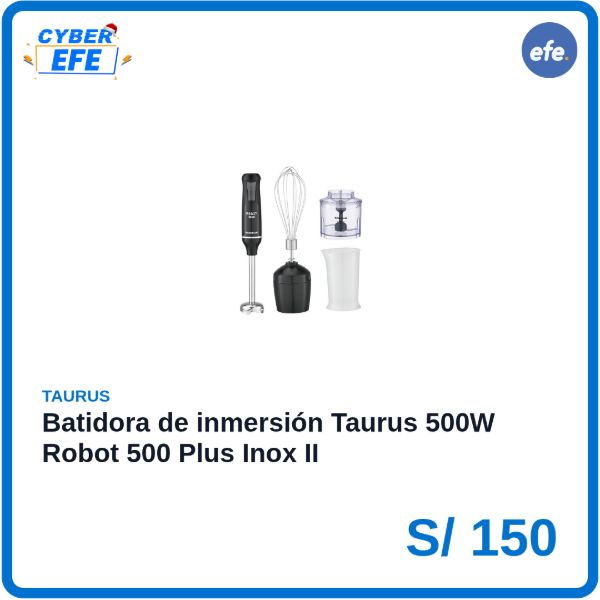 CYBER
EFE
efe.
TAURUS
Batidora de inmersión Taurus 500W
Robot 500 Plus Inox II
S/ 150